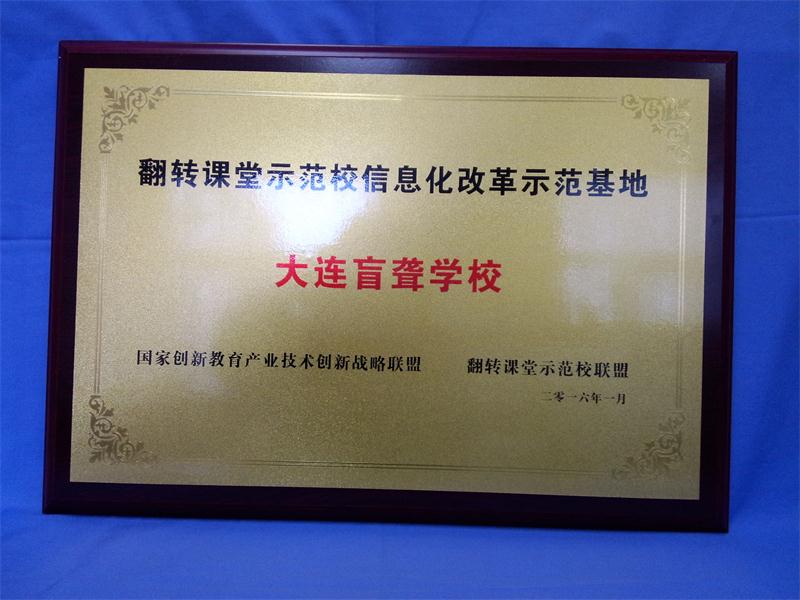 翻转课堂示范校信息化改革示范基地
大连盲聋学校
国家创新教育产业技术创新战略联盟 翻转课堂示范校联盟
二零一六年一月